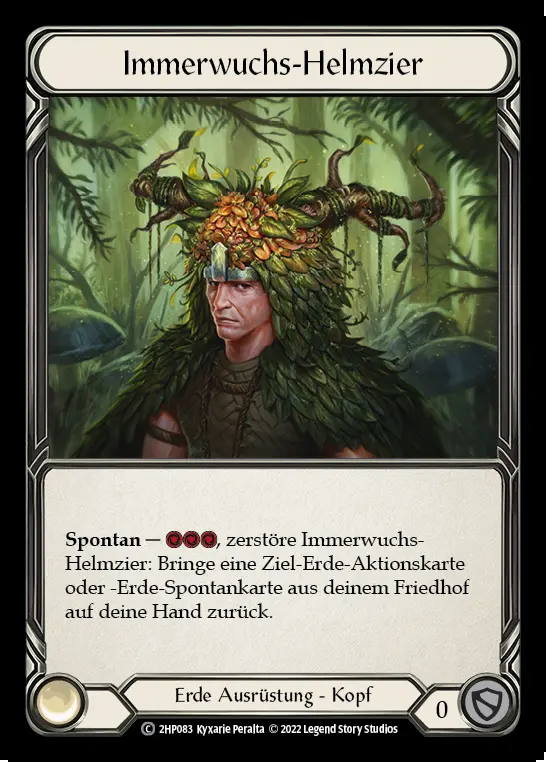 Immerwuchs-Helmzier
Spontan — , zerstöre Immerwuchs-
Helmzier: Bringe eine Ziel-Erde-Aktionskarte
oder -Erde-Spontankarte aus deinem Friedhof
auf deine Hand zurück.
Erde Ausrüstung - Kopf
0
C 2HP083 Kyxarie Peralta © 2022 Legend Story Studios